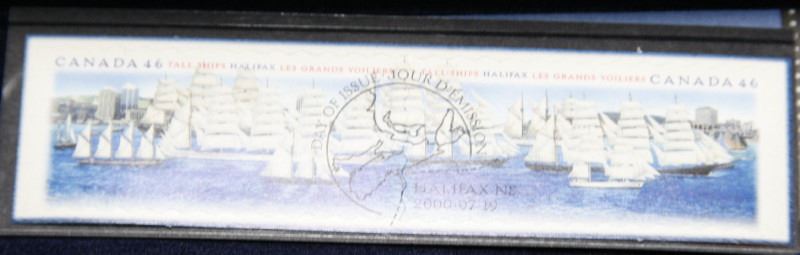 CANADA 46 TALL SHIPS HALIFAX LES GRANDS VOILIERS TALL SHIPS HALIFAX LES GRANDS VOILIERS CANADA 46
DAY OF ISSUE JOUR D'ÉMISSION
HALIFAX NS
2000-07-19